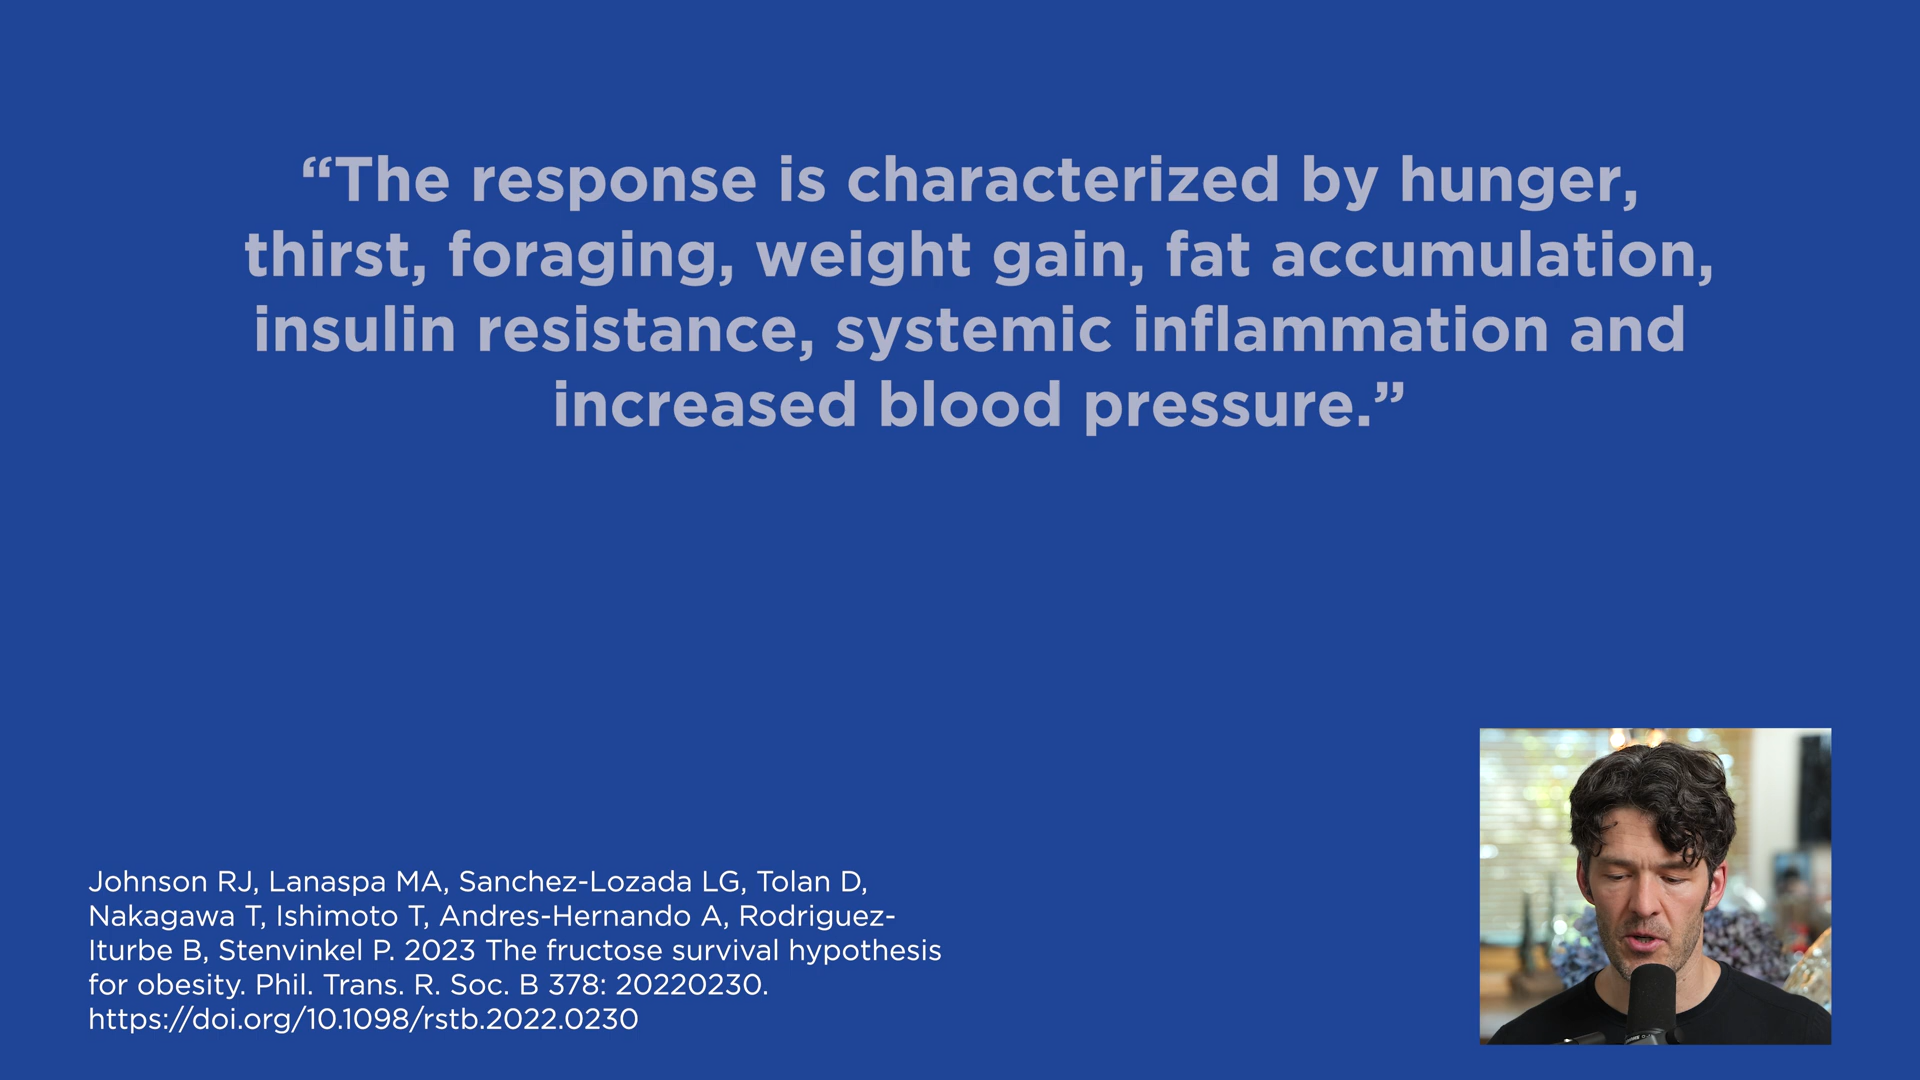 “The response is characterized by hunger,
thirst, foraging, weight gain, fat accumulation,
insulin resistance, systemic inflammation and
increased blood pressure.”
Johnson RJ, Lanaspa MA, Sanchez-Lozada LG, Tolan D,
Nakagawa T, Ishimoto T, Andres-Hernando A, Rodriguez-
Iturbe B, Stenvinkel P. 2023 The fructose survival hypothesis
for obesity. Phil. Trans. R. Soc. B 378: 20220230.
https://doi.org/10.1098/rstb.2022.0230